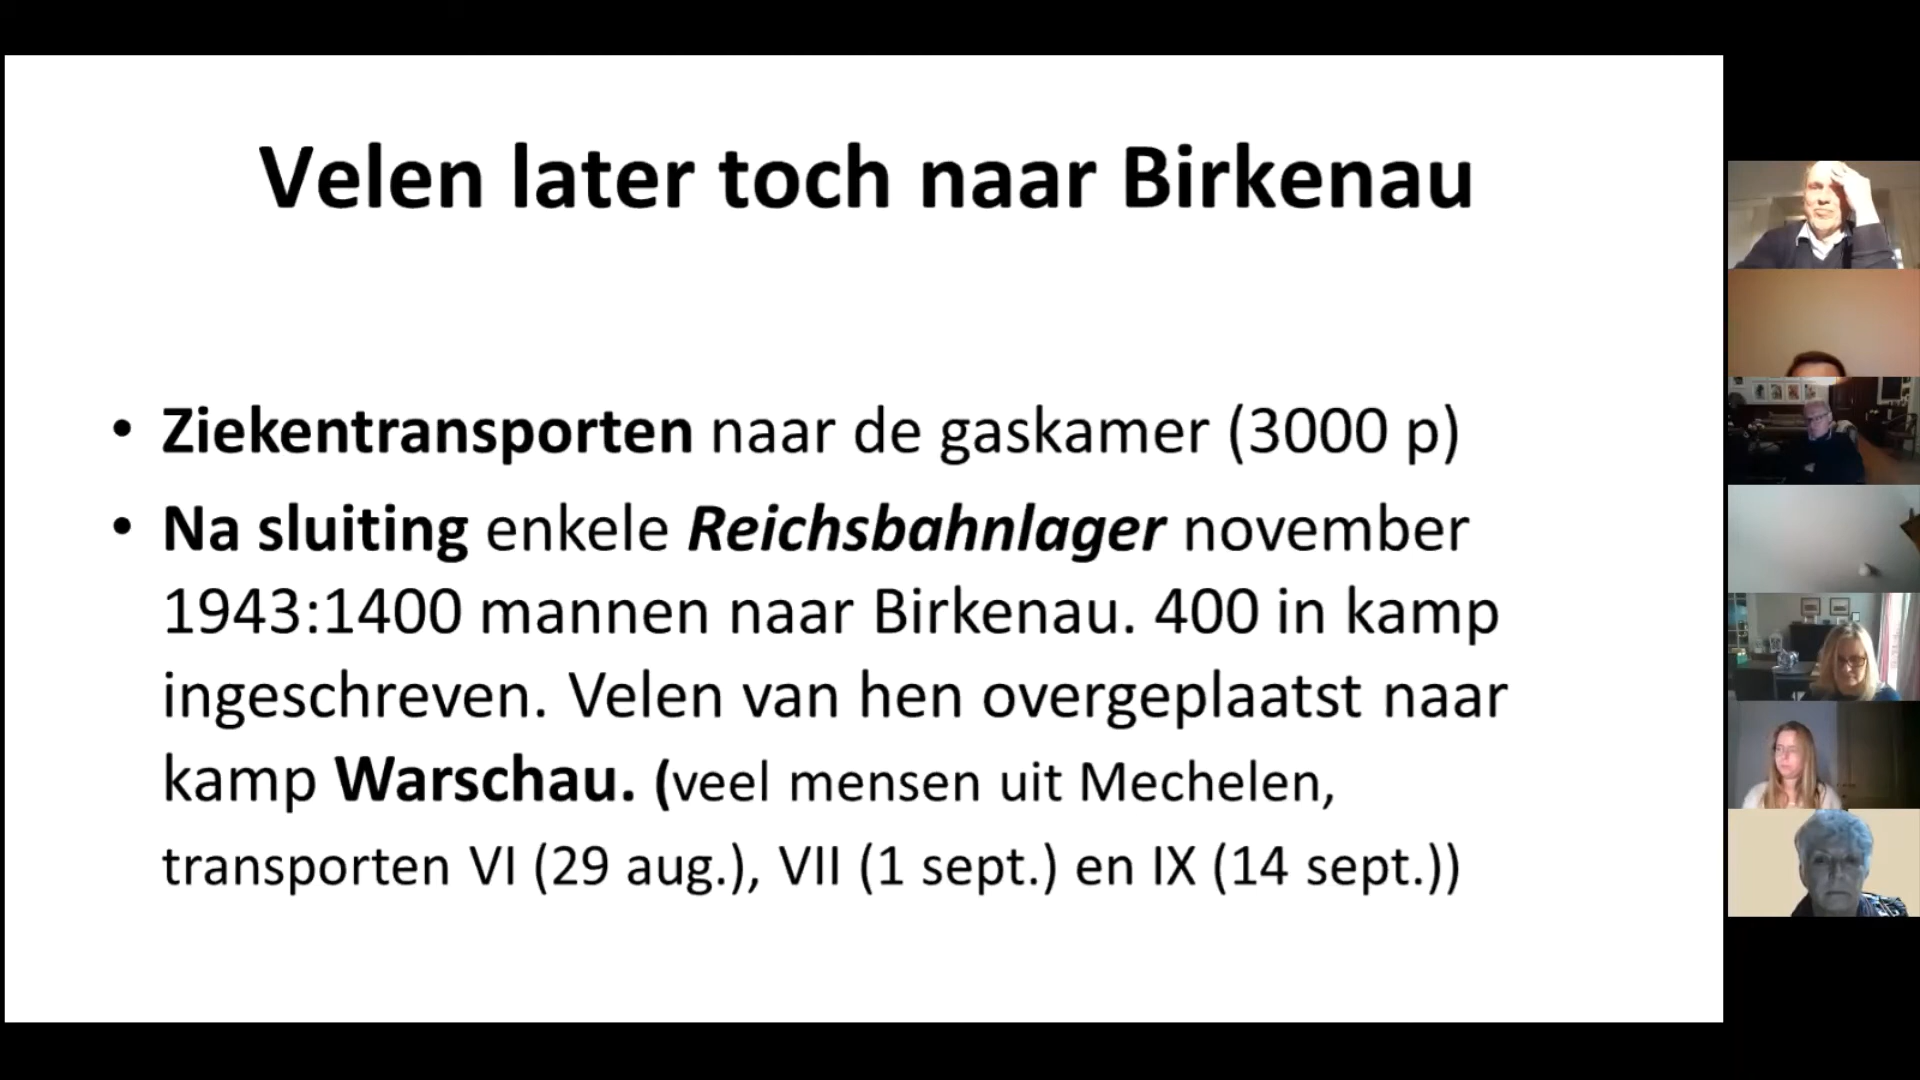 Velen later toch naar Birkenau
• Ziekentransporten naar de gaskamer (3000 p)
• Na sluiting enkele Reichsbahnlager november
1943:1400 mannen naar Birkenau. 400 in kamp
ingeschreven. Velen van hen overgeplaatst naar
kamp Warschau. (veel mensen uit Mechelen,
transporten VI (29 aug.), VII (1 sept.) en IX (14 sept.))